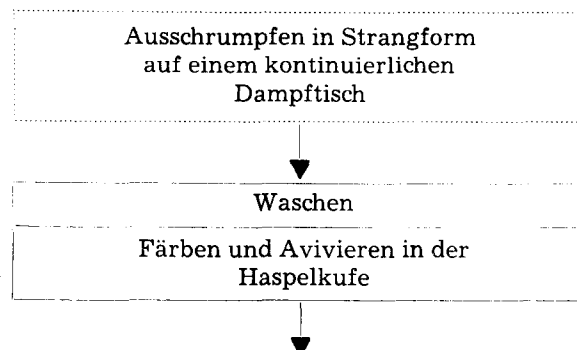 Ausschrumpfen in Strangform
auf einem kontinuierlichen
Dampftisch
Waschen
Färben und Avivieren in der
Haspelkufe